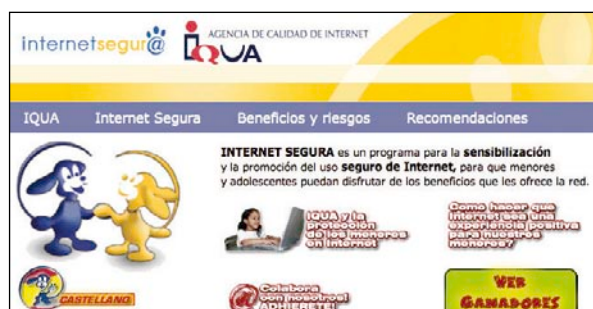 internetsegur@
AGENCIA DE CALIDAD DE INTERNET
iQUA
IQUA Internet Segura Beneficios y riesgos Recomendaciones
INTERNET SEGURA es un programa para la sensibilización
y la promoción del uso seguro de Internet, para que menores
y adolescentes puedan disfrutar de los beneficios que les ofrece la red.
IQUA y la
protección
de los menores
en Internet
Como hacer que
Internet sea una
experiencia positiva
para nuestros
menores?
CASTELLANO
Colabora
con nosotros!
ADHIERETE!
VER
GANADORES